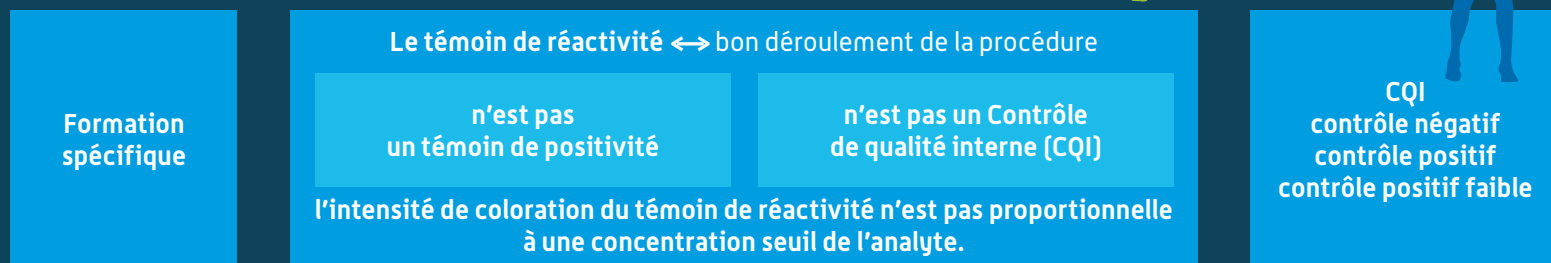 Formation
spécifique
Le témoin de réactivité <-> bon déroulement de la procédure
n'est pas
un témoin de positivité
n'est pas un Contrôle
de qualité interne (CQI)
l'intensité de coloration du témoin de réactivité n'est pas proportionnelle
à une concentration seuil de l'analyte.
CQI
contrôle négatif
contrôle positif
contrôle positif faible